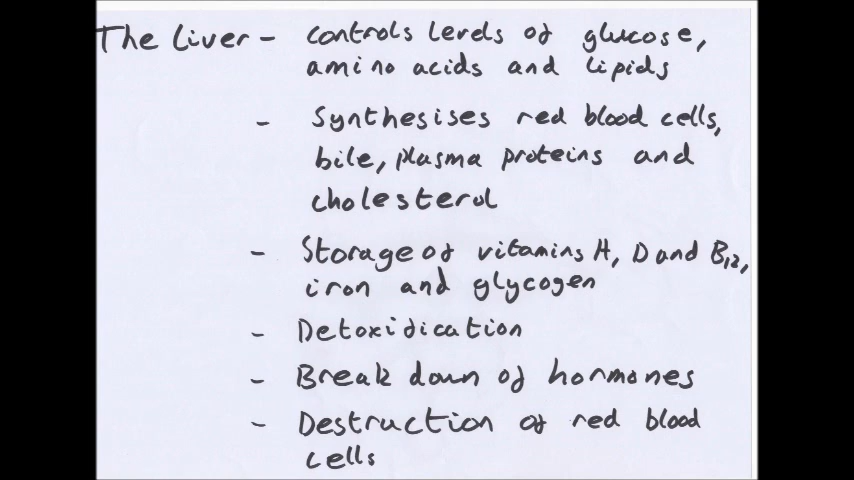 The Liver - controls levels of glucose,
amino acids and lipids
- Synthesises red blood cells,
bile, plasma proteins and
cholesterol
- Storage of vitamins A, D and B12,
iron and glycogen
- Detoxification
- Break down of hormones
- Destruction of red blood
cells